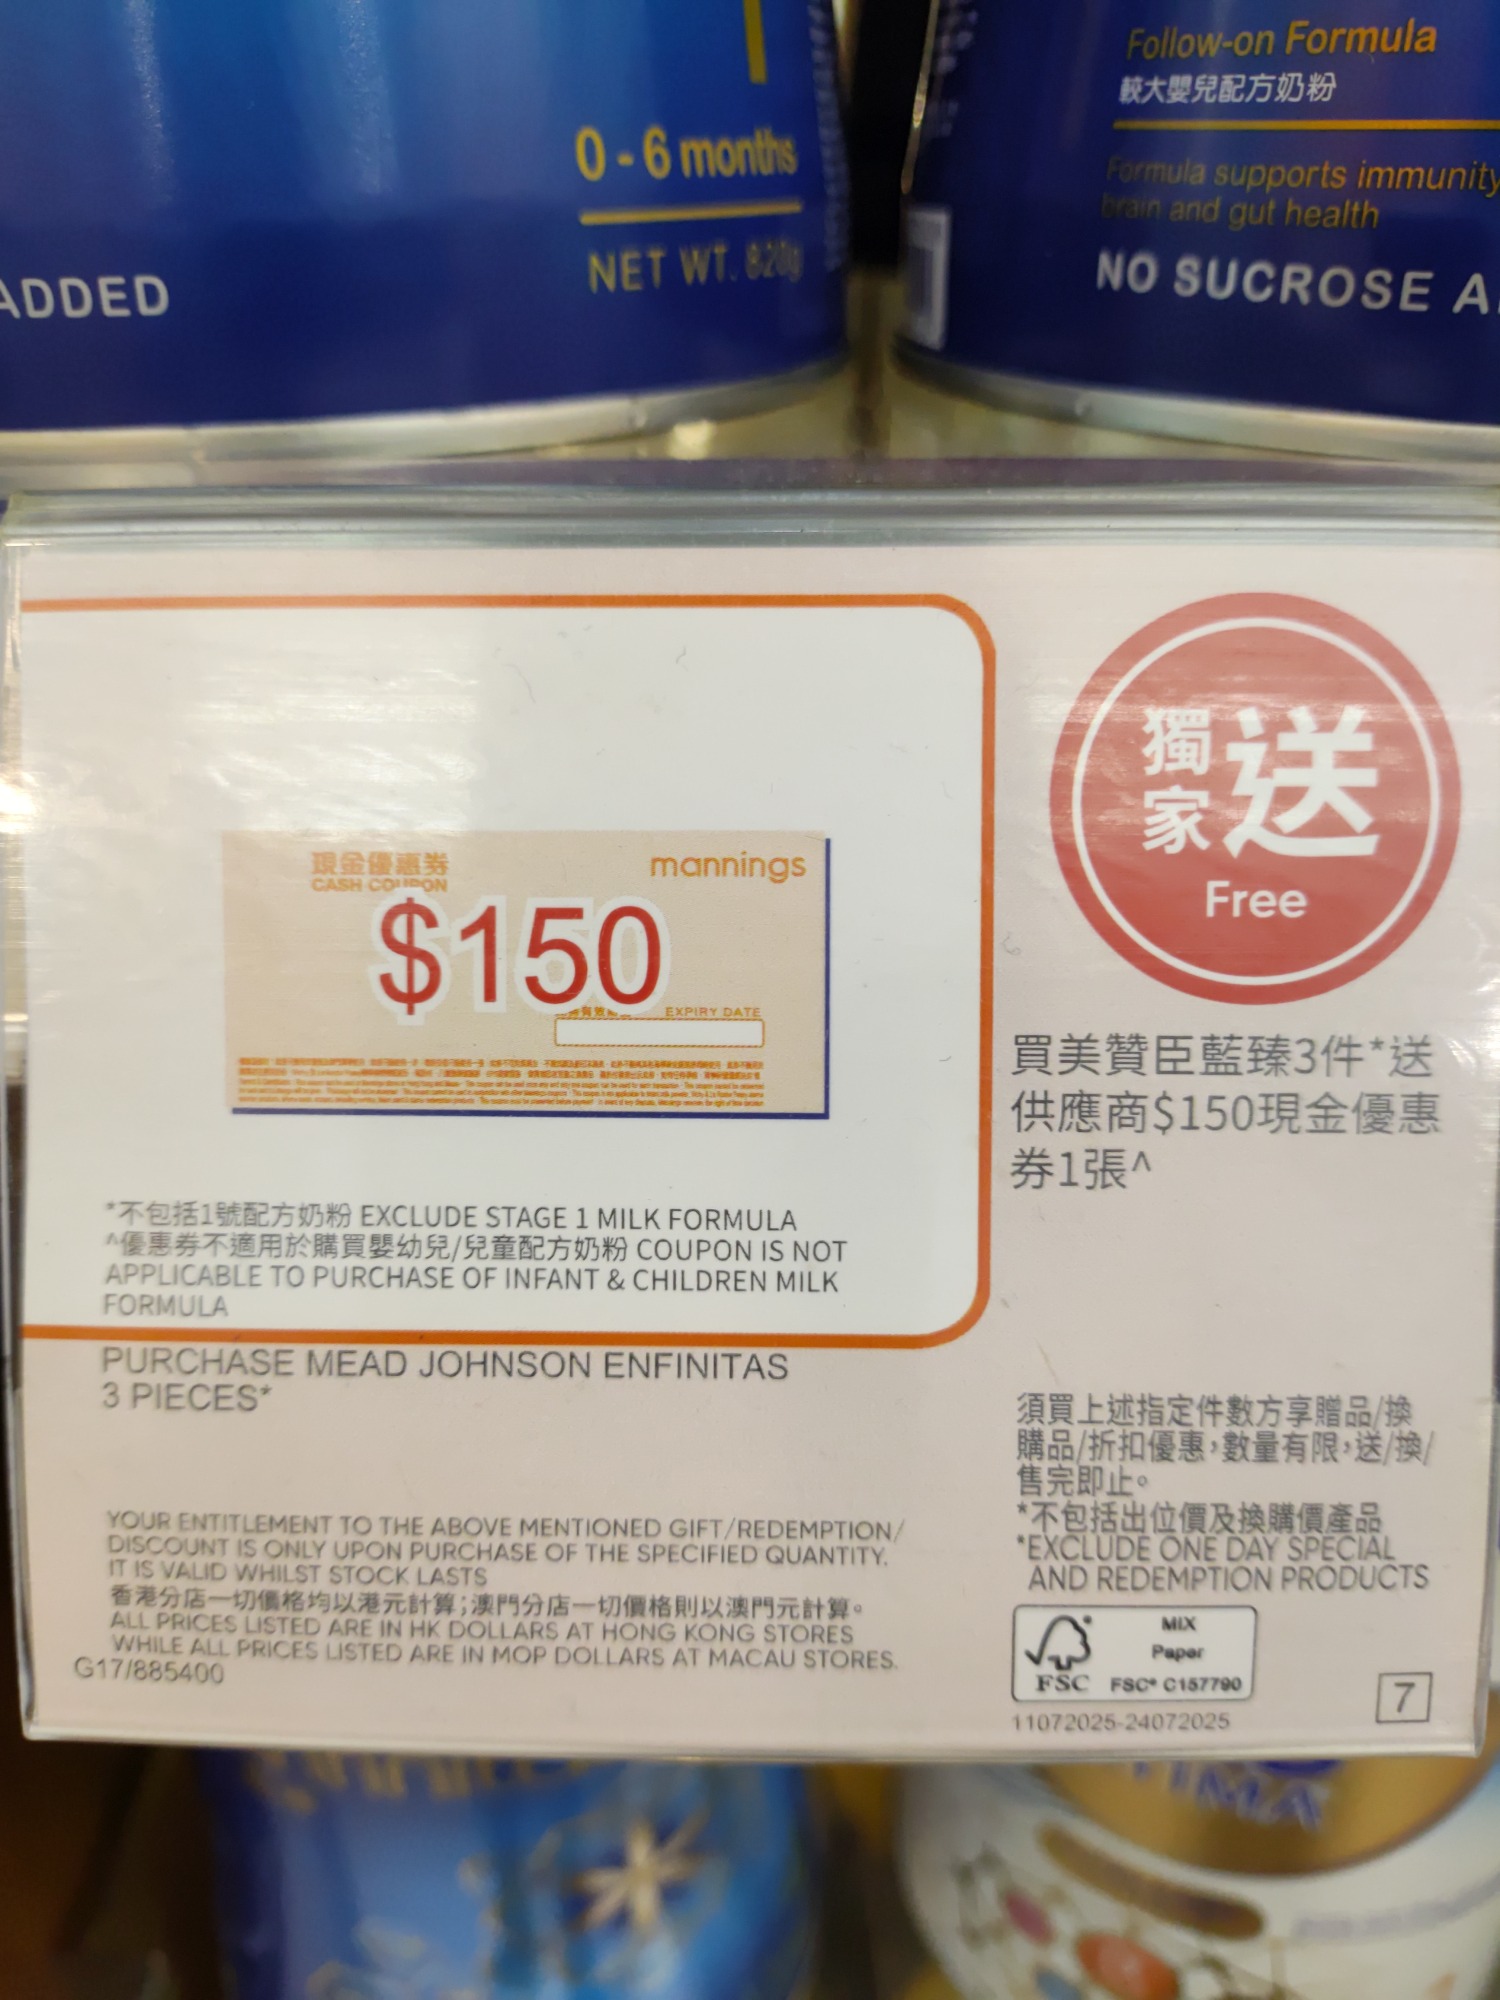 0 - 6 months
NET WT. 820g
ADDED
Follow-on Formula
較大嬰兒配方奶粉
Formula supports immunity
brain and gut health
NO SUCROSE A
現金優惠券
CASH COUPON
mannings
$150
EXPIRY DATE
*不包括1號配方奶粉 EXCLUDE STAGE 1 MILK FORMULA
^優惠券不適用於購買嬰幼兒/兒童配方奶粉 COUPON IS NOT
APPLICABLE TO PURCHASE OF INFANT & CHILDREN MILK
FORMULA
PURCHASE MEAD JOHNSON ENFINITAS
3 PIECES*
YOUR ENTITLEMENT TO THE ABOVE MENTIONED GIFT/REDEMPTION/
DISCOUNT IS ONLY UPON PURCHASE OF THE SPECIFIED QUANTITY.
IT IS VALID WHILST STOCK LASTS
香港分店一切價格均以港元計算;澳門分店一切價格則以澳門元計算。
ALL PRICES LISTED ARE IN HK DOLLARS AT HONG KONG STORES
WHILE ALL PRICES LISTED ARE IN MOP DOLLARS AT MACAU STORES.
G17/885400
獨家送
Free
買美贊臣藍臻3件*送
供應商$150現金優惠
券1張^
須買上述指定件數方享贈品/換
購品/折扣優惠,數量有限,送/換/
售完即止。
*不包括出位價及換購價產品
*EXCLUDE ONE DAY SPECIAL
AND REDEMPTION PRODUCTS
MIX
Paper
FSC FSC® C157790
11072025-24072025
7